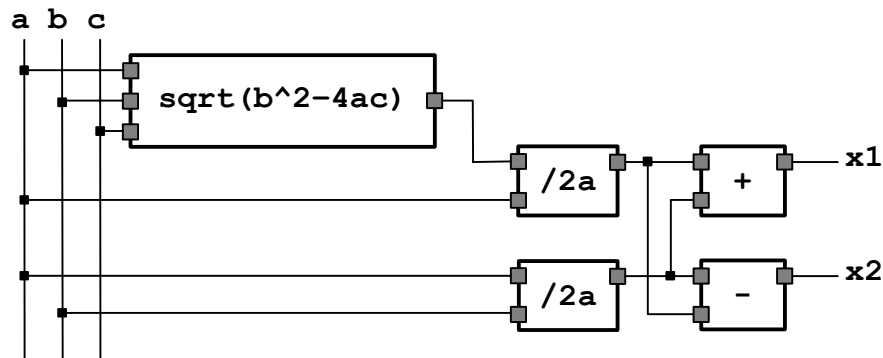 a b c
sqrt(b^2-4ac)
/2a
+
x1
/2a
-
x2